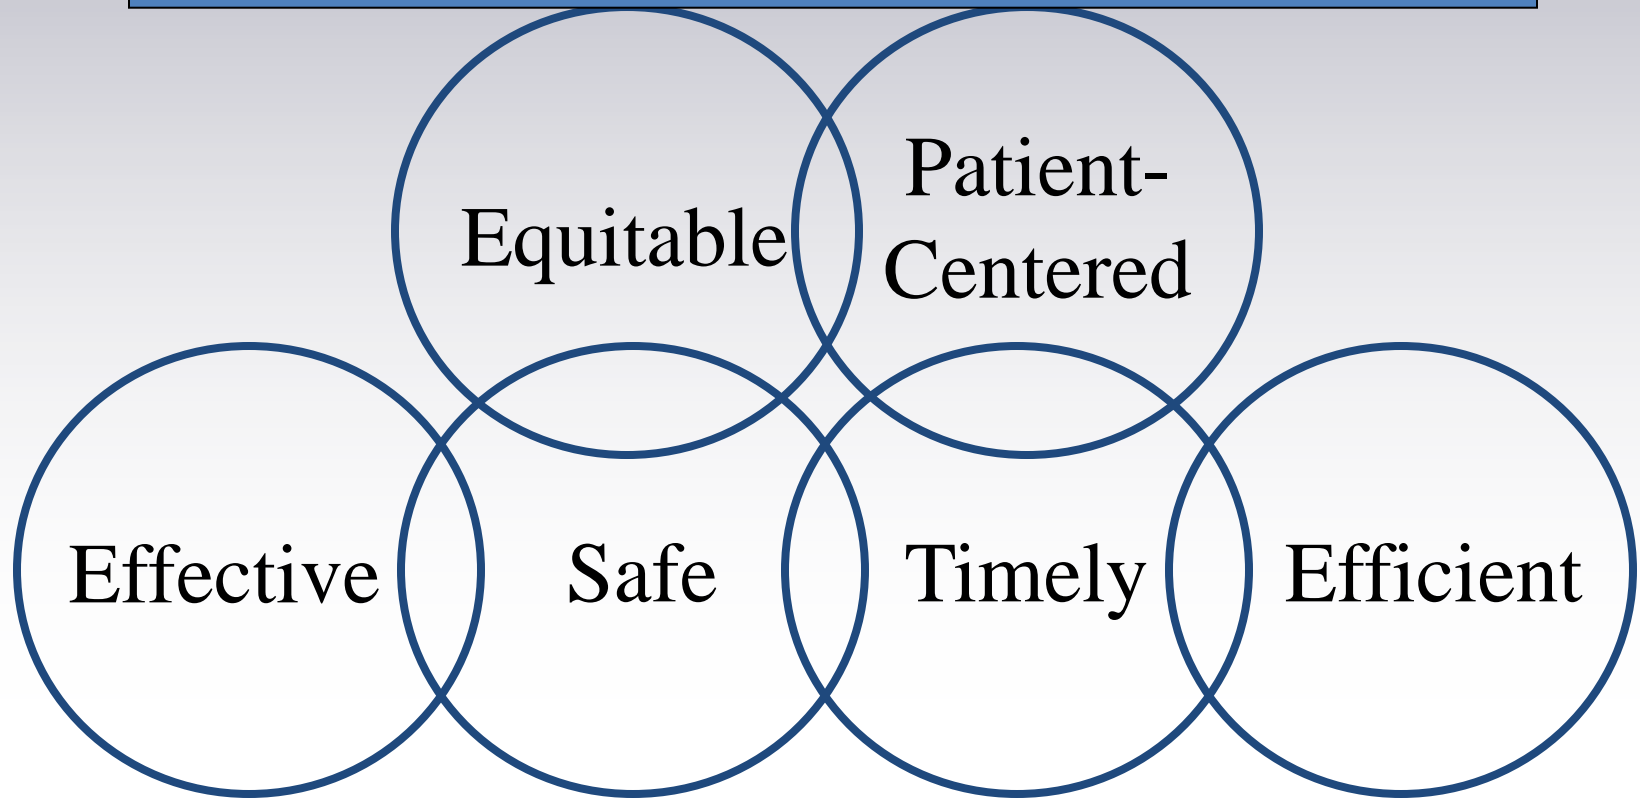 Equitable
Patient-
Centered
Effective
Safe
Timely
Efficient